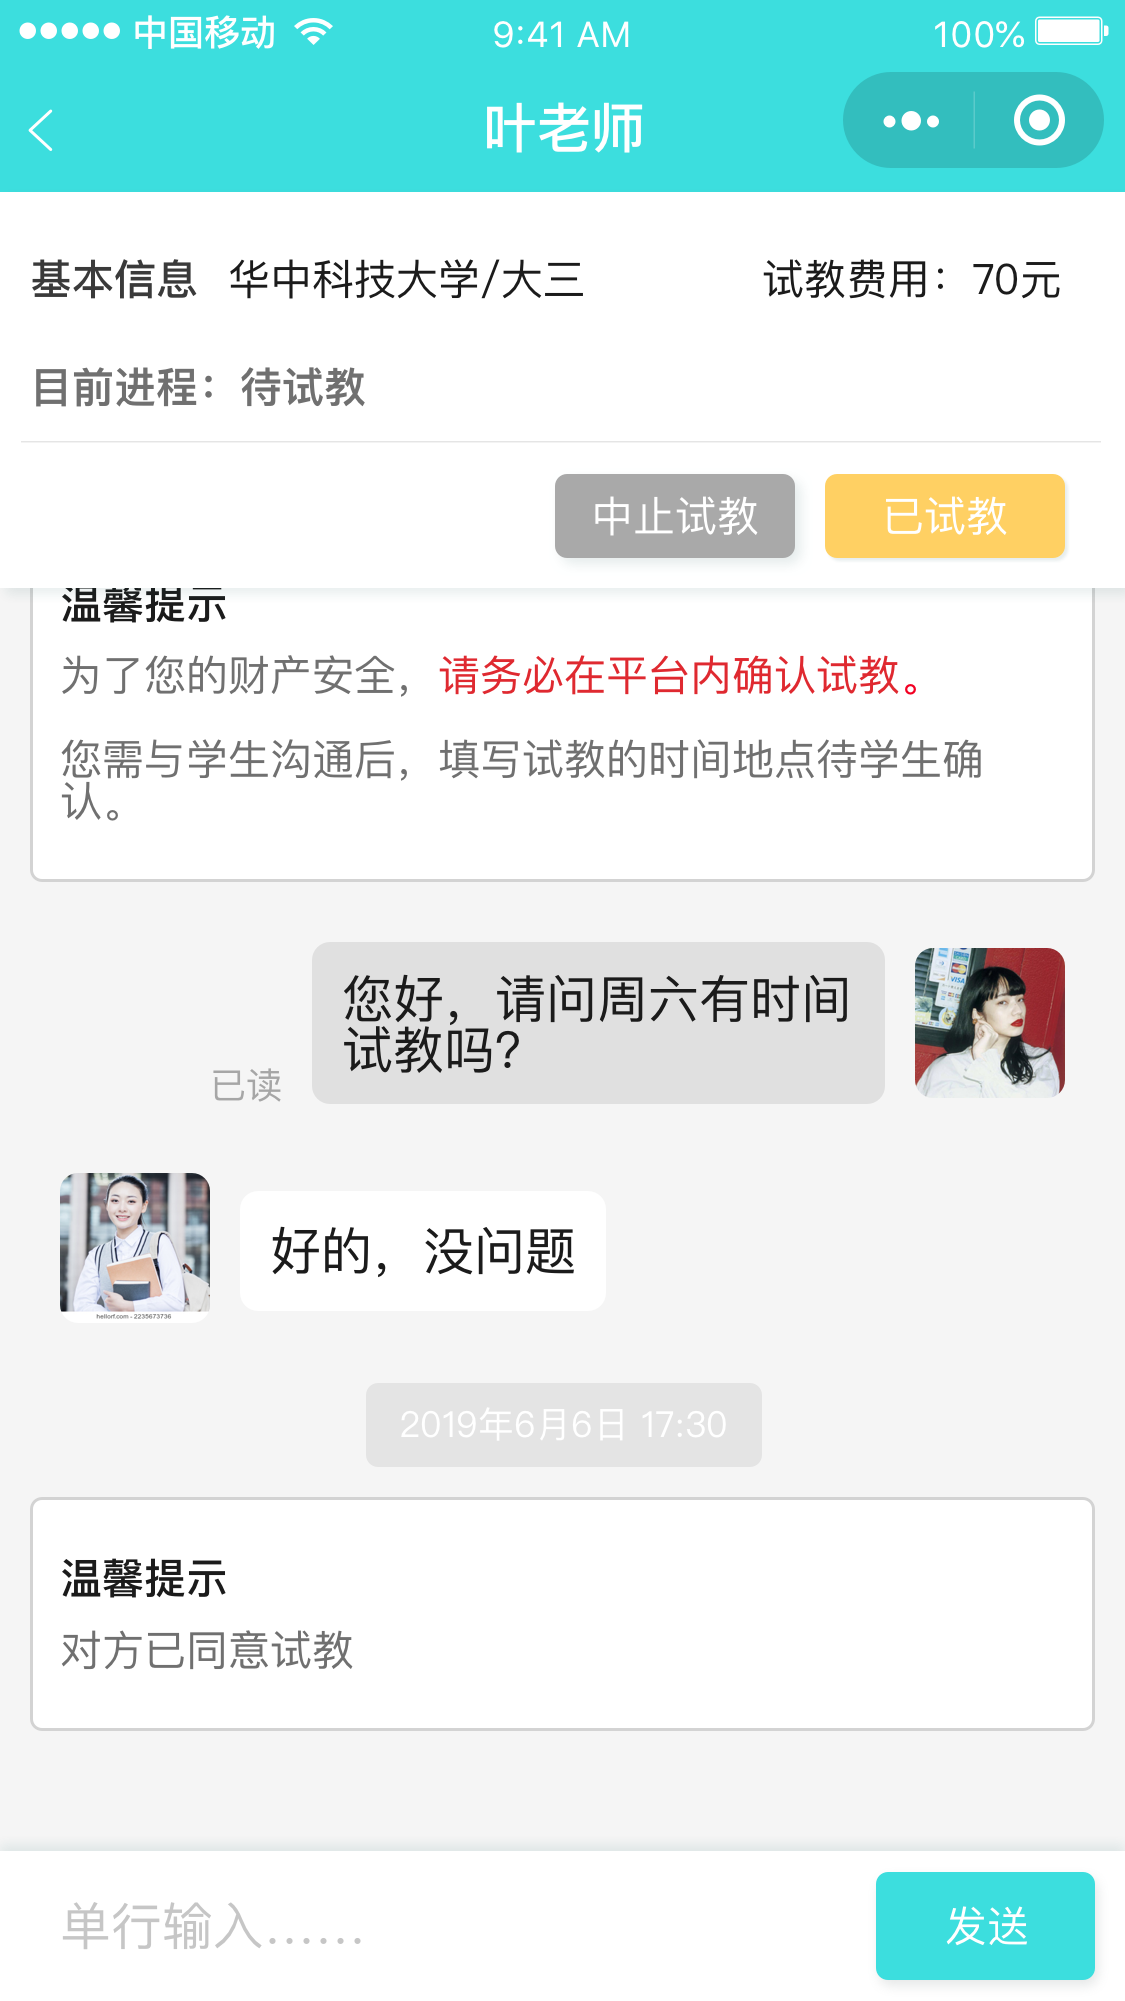 中国移动 9:41 AM 100%
叶老师
基本信息 华中科技大学/大三 试教费用：70元
目前进程：待试教
中止试教 已试教
温馨提示
为了您的财产安全，请务必在平台内确认试教。
您需与学生沟通后，填写试教的时间地点待学生确
认。
您好，请问周六有时间
试教吗?
已读
VISA
好的，没问题
hellorf.com - 2235673736
2019年6月6日 17:30
温馨提示
对方已同意试教
单行输入……
发送